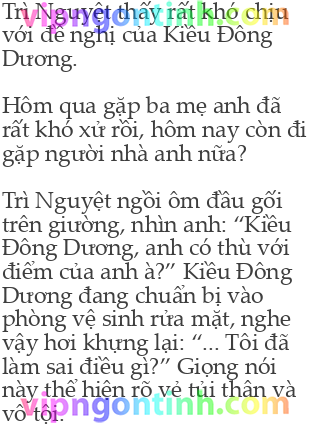 Trì Nguyệt thấy rất khó chịu
vipngontinh.com
với đề nghị của Kiều Đông
Dương.
Hôm qua gặp ba mẹ anh đã
rất khó xử rồi, hôm nay còn đi
gặp người nhà anh nữa?
Trì Nguyệt ngồi ôm đầu gối
trên giường, nhìn anh: “Kiều
Đông Dương, anh có thù với
điểm của anh à?” Kiều Đông
Dương đang chuẩn bị vào
phòng vệ sinh rửa mặt, nghe
vậy hơi khựng lại: “... Tôi đã
làm sai điều gì?” Giọng nói
này thể hiện rõ vẻ tủi thân và
vô tội.
vipngontinh.com